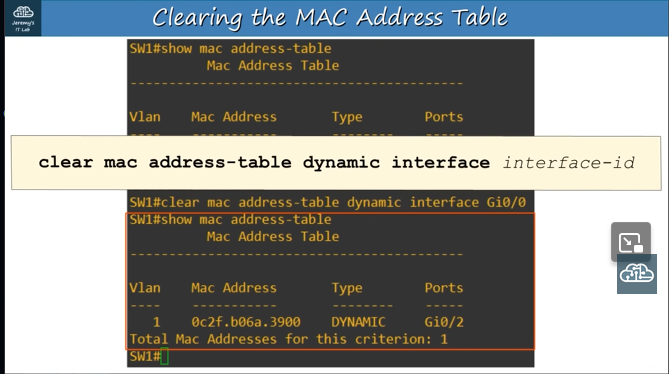 Clearing the MAC Address Table
Jeremy's
IT Lab
SW1#show mac address-table
Mac Address Table
-------------------------------------------
Vlan Mac Address Type Ports
clear mac address-table dynamic interface interface-id
SW1#clear mac address-table dynamic interface Gi0/0
SW1#show mac address-table
Mac Address Table
-------------------------------------------
Vlan Mac Address Type Ports
---- ----------- -------- -----
1 0c2f.b06a.3900 DYNAMIC Gi0/2
Total Mac Addresses for this criterion: 1
SW1#